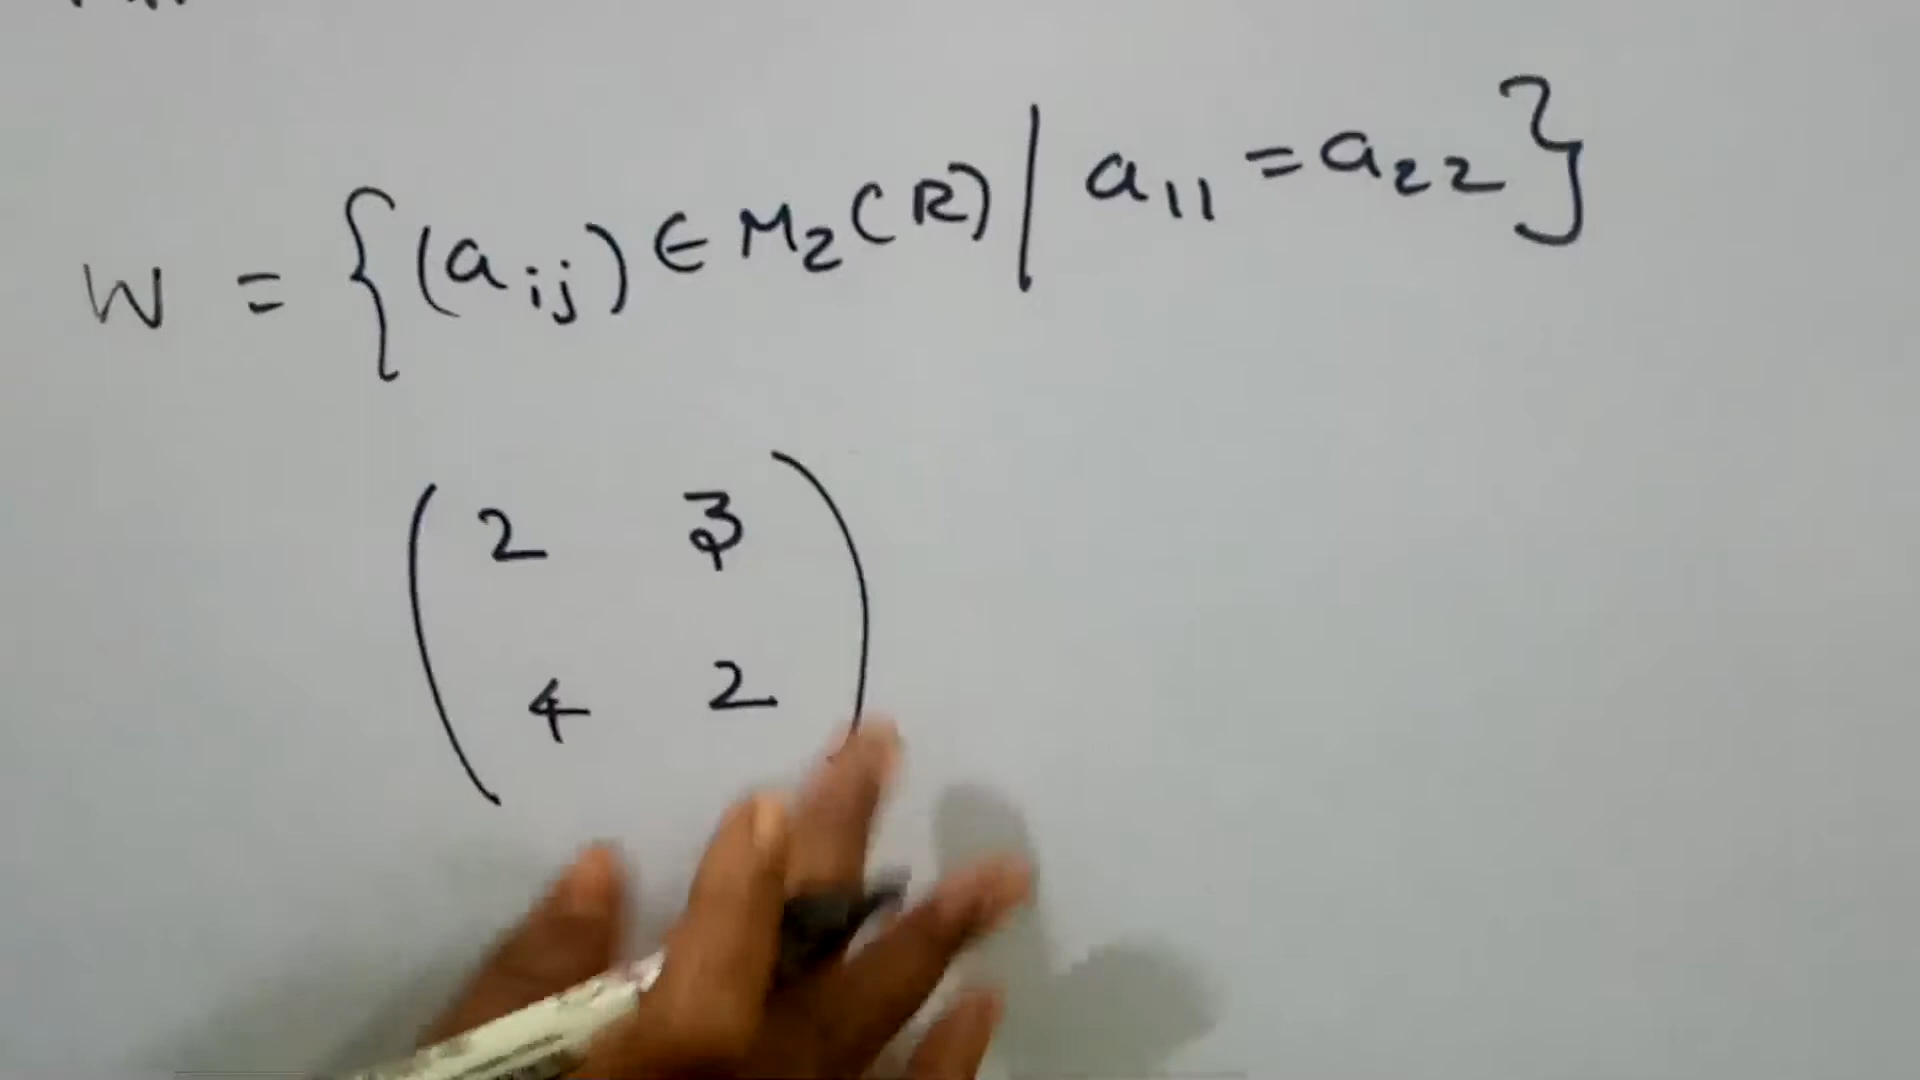 W = {(aij) ∈ M2(R) | a11 = a22}
2 3
4 2